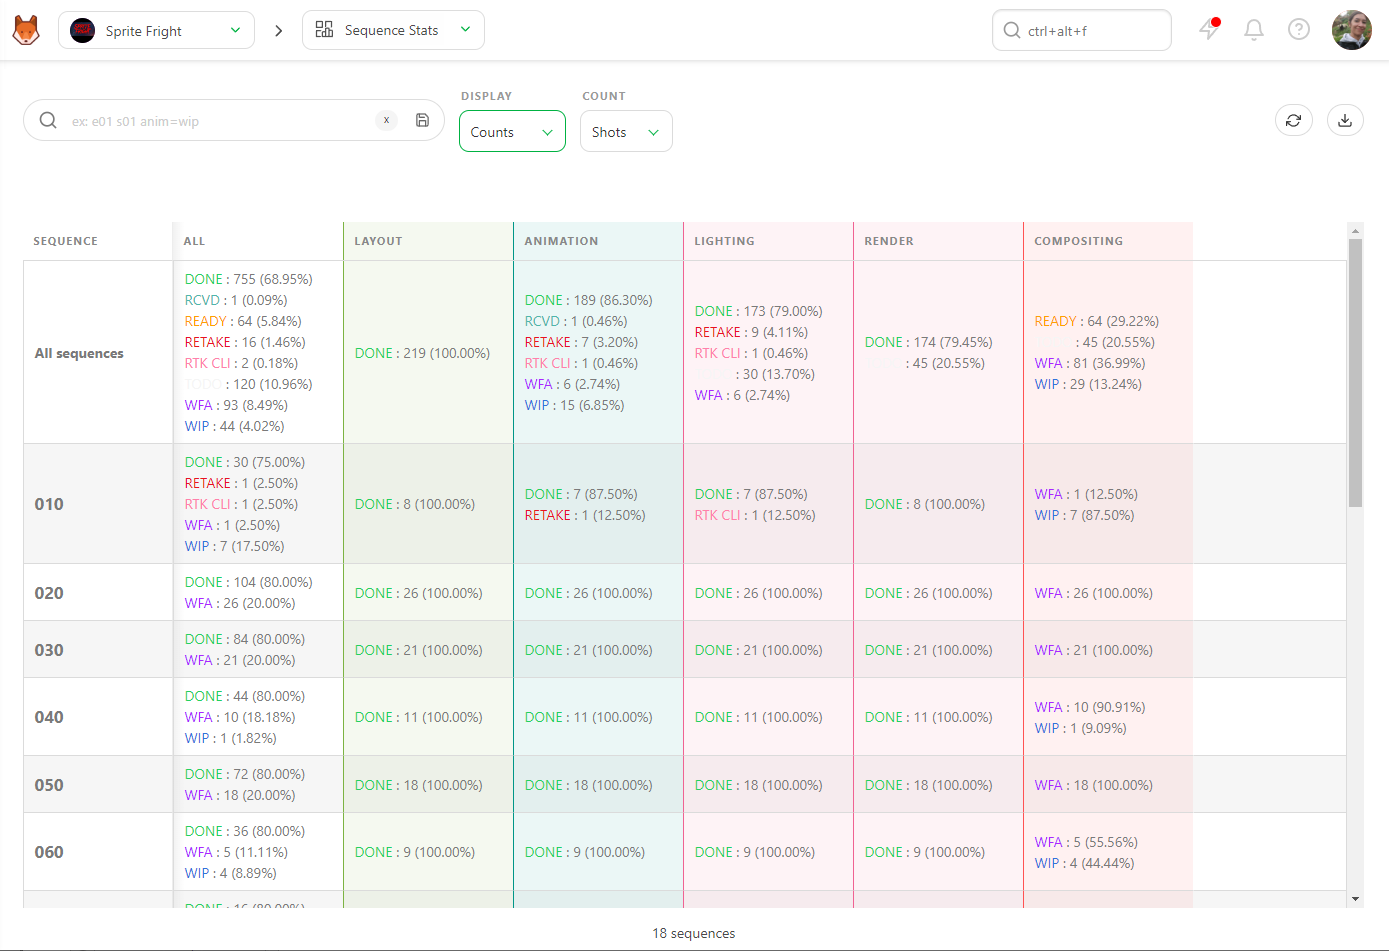 Sprite Fright
Sequence Stats
ctrl+alt+f
DISPLAY
COUNT
ex: e01 s01 anim=wip
x
Counts
Shots
SEQUENCE
ALL
LAYOUT
ANIMATION
LIGHTING
RENDER
COMPOSITING
All sequences
DONE : 755 (68.95%)
RCVD : 1 (0.09%)
READY : 64 (5.84%)
RETAKE : 16 (1.46%)
RTK CLI : 2 (0.18%)
TODO : 120 (10.96%)
WFA : 93 (8.49%)
WIP : 44 (4.02%)
DONE : 219 (100.00%)
DONE : 189 (86.30%)
RCVD : 1 (0.46%)
RETAKE : 7 (3.20%)
RTK CLI : 1 (0.46%)
WFA : 6 (2.74%)
WIP : 15 (6.85%)
DONE : 173 (79.00%)
RETAKE : 9 (4.11%)
RTK CLI : 1 (0.46%)
: 30 (13.70%)
WFA : 6 (2.74%)
DONE : 174 (79.45%)
: 45 (20.55%)
READY : 64 (29.22%)
: 45 (20.55%)
WFA : 81 (36.99%)
WIP : 29 (13.24%)
010
DONE : 30 (75.00%)
RETAKE : 1 (2.50%)
RTK CLI : 1 (2.50%)
WFA : 1 (2.50%)
WIP : 7 (17.50%)
DONE : 8 (100.00%)
DONE : 7 (87.50%)
RETAKE : 1 (12.50%)
DONE : 7 (87.50%)
RTK CLI : 1 (12.50%)
DONE : 8 (100.00%)
WFA : 1 (12.50%)
WIP : 7 (87.50%)
020
DONE : 104 (80.00%)
WFA : 26 (20.00%)
DONE : 26 (100.00%)
DONE : 26 (100.00%)
DONE : 26 (100.00%)
DONE : 26 (100.00%)
WFA : 26 (100.00%)
030
DONE : 84 (80.00%)
WFA : 21 (20.00%)
DONE : 21 (100.00%)
DONE : 21 (100.00%)
DONE : 21 (100.00%)
DONE : 21 (100.00%)
WFA : 21 (100.00%)
040
DONE : 44 (80.00%)
WFA : 10 (18.18%)
WIP : 1 (1.82%)
DONE : 11 (100.00%)
DONE : 11 (100.00%)
DONE : 11 (100.00%)
DONE : 11 (100.00%)
WFA : 10 (90.91%)
WIP : 1 (9.09%)
050
DONE : 72 (80.00%)
WFA : 18 (20.00%)
DONE : 18 (100.00%)
DONE : 18 (100.00%)
DONE : 18 (100.00%)
DONE : 18 (100.00%)
WFA : 18 (100.00%)
060
DONE : 36 (80.00%)
WFA : 5 (11.11%)
WIP : 4 (8.89%)
DONE : 9 (100.00%)
DONE : 9 (100.00%)
DONE : 9 (100.00%)
DONE : 9 (100.00%)
WFA : 5 (55.56%)
WIP : 4 (44.44%)
DONE : 16 (80.00%)
18 sequences